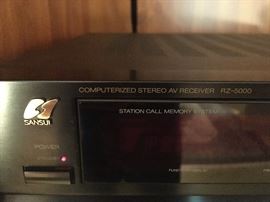 COMPUTERIZED STEREO AV RECEIVER RZ-5000
STATION CALL MEMORY SYSTEM
SANSUI
POWER